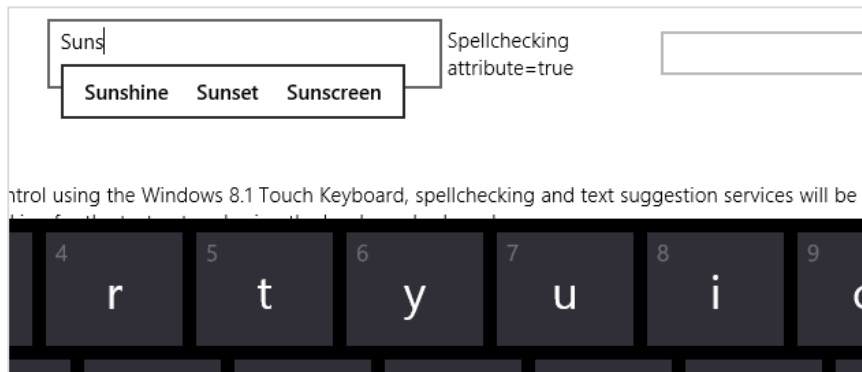 Suns
Spellchecking
attribute=true
Sunshine Sunset Sunscreen
ntrol using the Windows 8.1 Touch Keyboard, spellchecking and text suggestion services will be
4 5 6 7 8 9
r t y u i